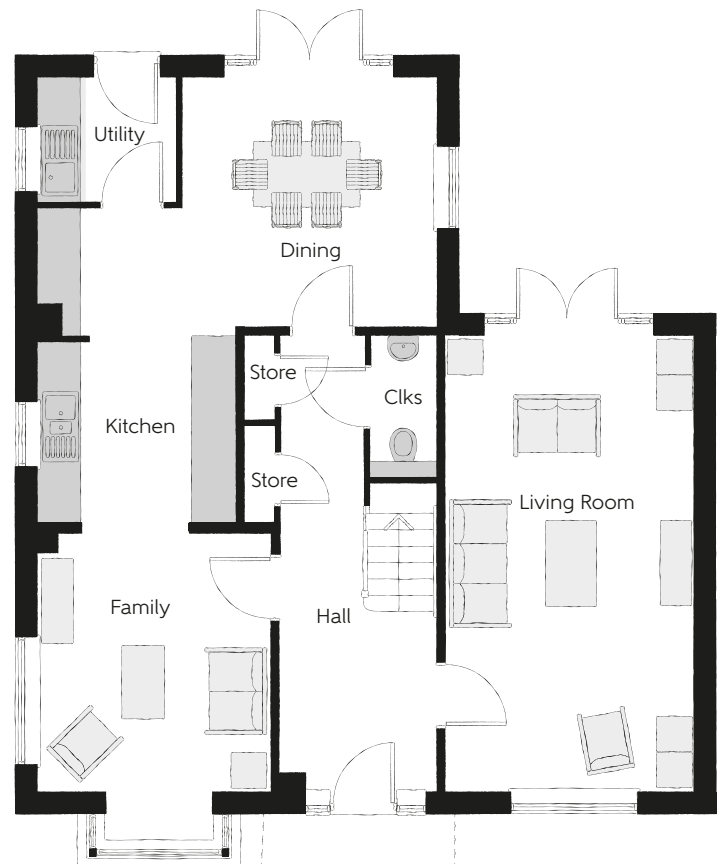 Utility
Dining
Store
Clks
Kitchen
Store
Living Room
Family
Hall